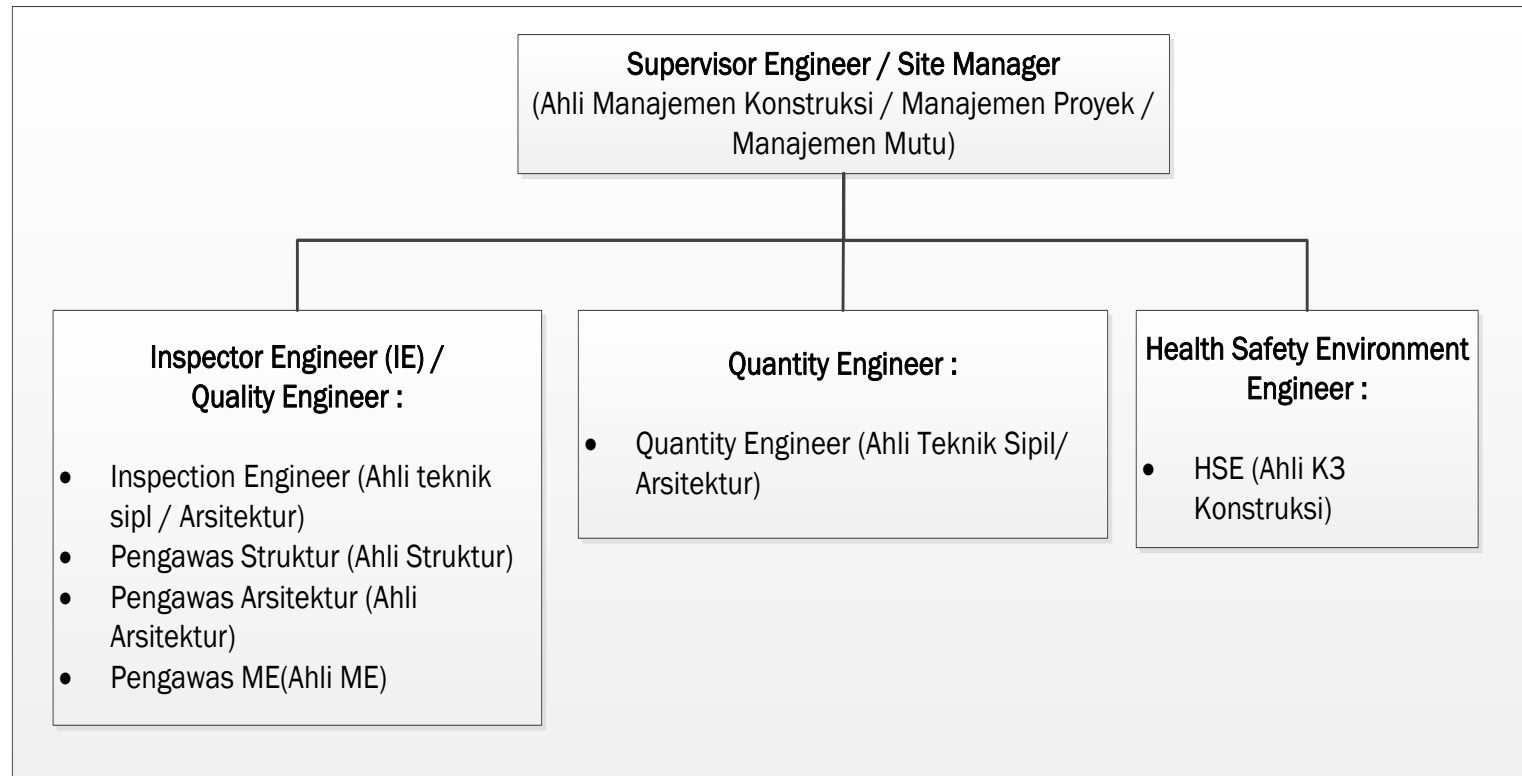 Supervisor Engineer / Site Manager
(Ahli Manajemen Konstruksi / Manajemen Proyek /
Manajemen Mutu)
Inspector Engineer (IE) /
Quality Engineer :
• Inspection Engineer (Ahli teknik
sipl / Arsitektur)
• Pengawas Struktur (Ahli Struktur)
• Pengawas Arsitektur (Ahli
Arsitektur)
• Pengawas ME(Ahli ME)
Quantity Engineer :
• Quantity Engineer (Ahli Teknik Sipil/
Arsitektur)
Health Safety Environment
Engineer :
• HSE (Ahli K3
Konstruksi)